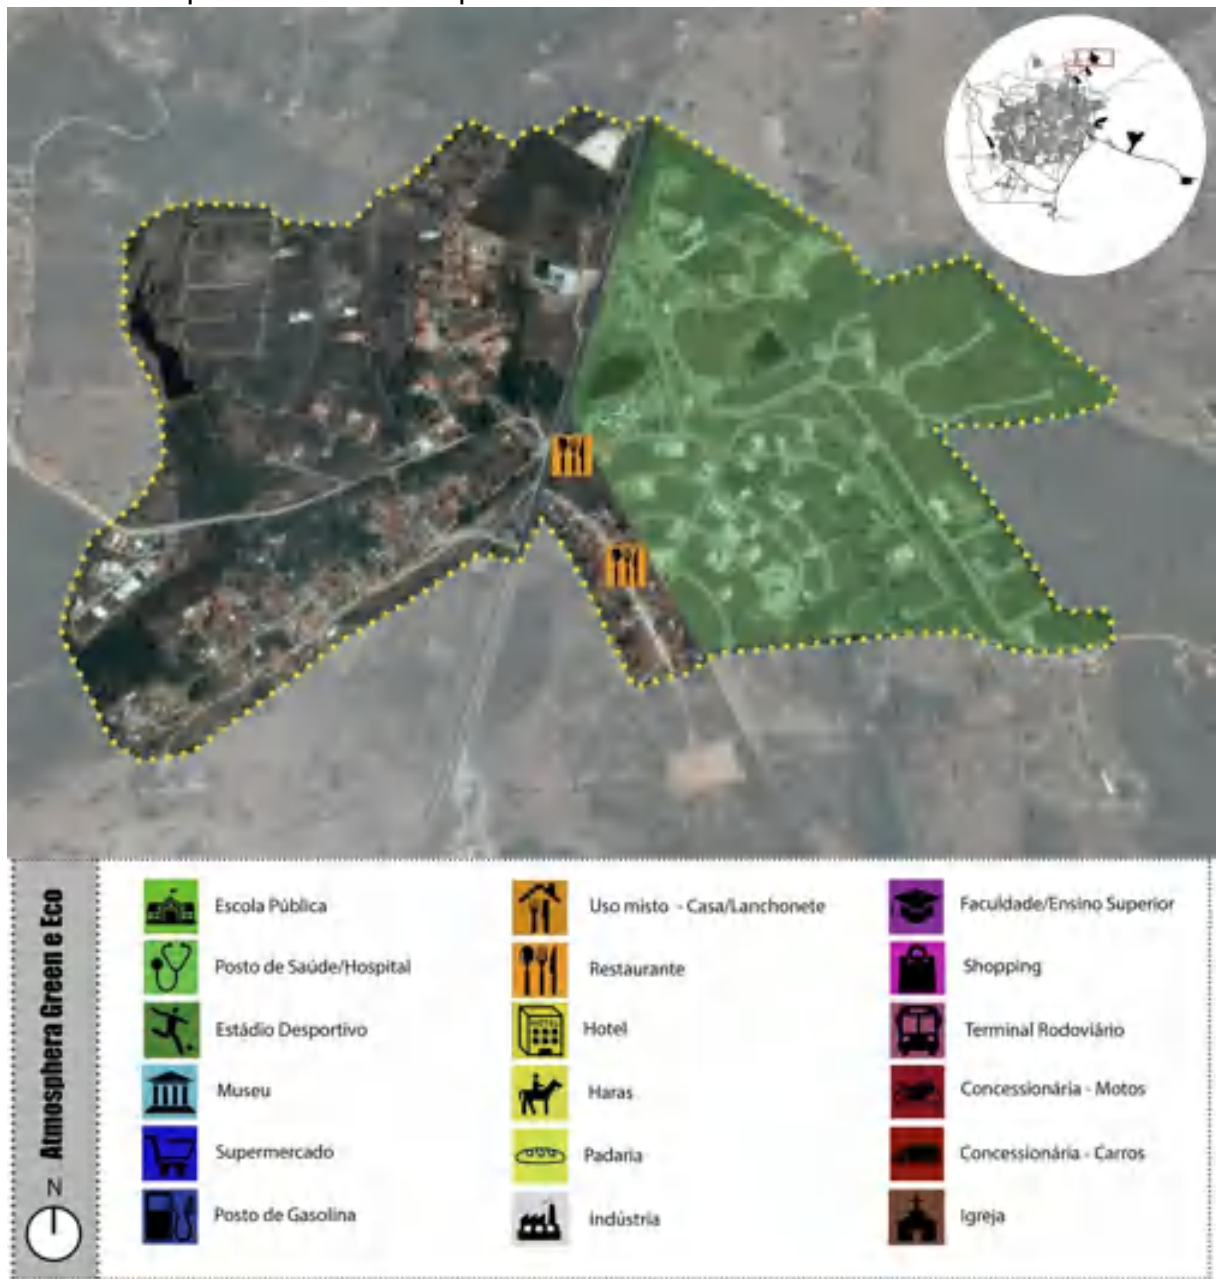 Atmosphera Green e Eco
N
Escola Pública
Posto de Saúde/Hospital
Estádio Desportivo
Museu
Supermercado
Posto de Gasolina
Uso misto - Casa/Lanchonete
Restaurante
HOTEL
Hotel
Haras
Padaria
Indústria
Faculdade/Ensino Superior
Shopping
Terminal Rodoviário
Concessionária - Motos
Concessionária - Carros
Igreja